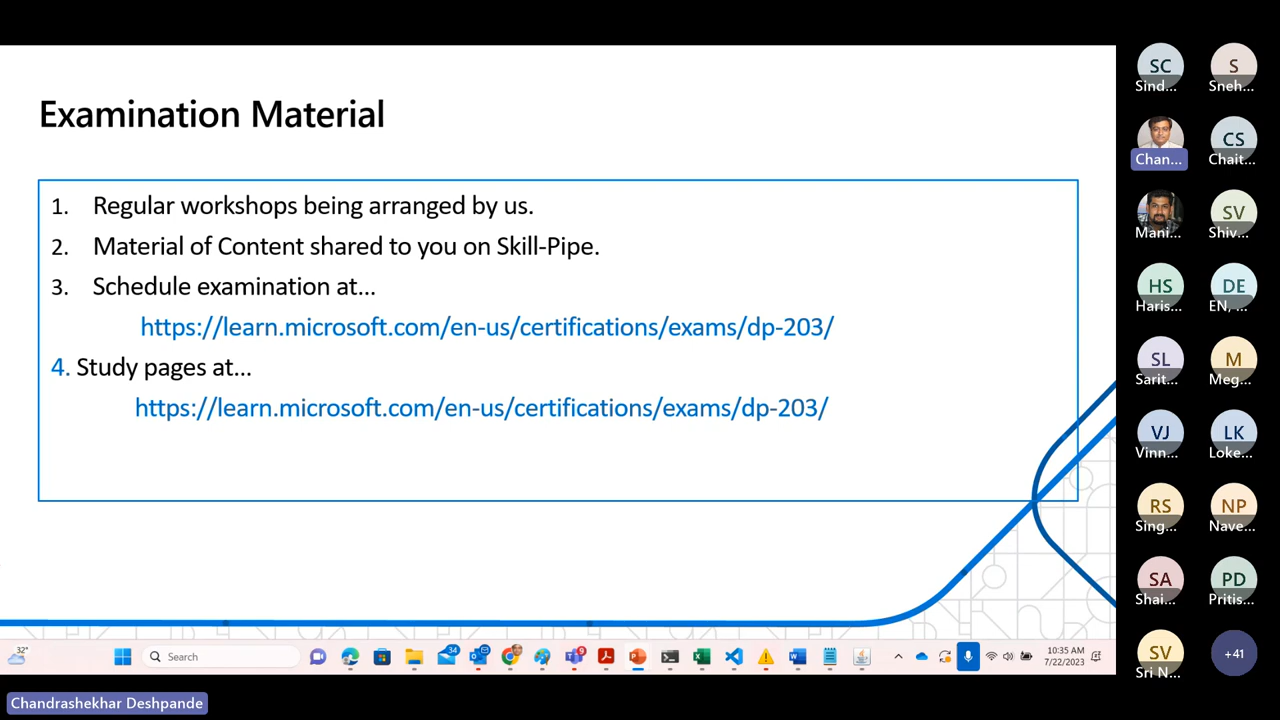 Examination Material
1. Regular workshops being arranged by us.
2. Material of Content shared to you on Skill-Pipe.
3. Schedule examination at...
https://learn.microsoft.com/en-us/certifications/exams/dp-203/
4. Study pages at...
https://learn.microsoft.com/en-us/certifications/exams/dp-203/
SC
Sind...
S
Sneh...
Chan...
CS
Chait...
Mani...
SV
Shiv...
HS
Haris...
DE
EN, ...
SL
Sarit...
M
Meg...
VJ
Vinn...
LK
Loke...
RS
Sing...
NP
Nave...
SA
Shai...
PD
Pritis...
SV
Sri N...
+41
32°
Search
34
9
10:35 AM
7/22/2023
Chandrashekhar Deshpande